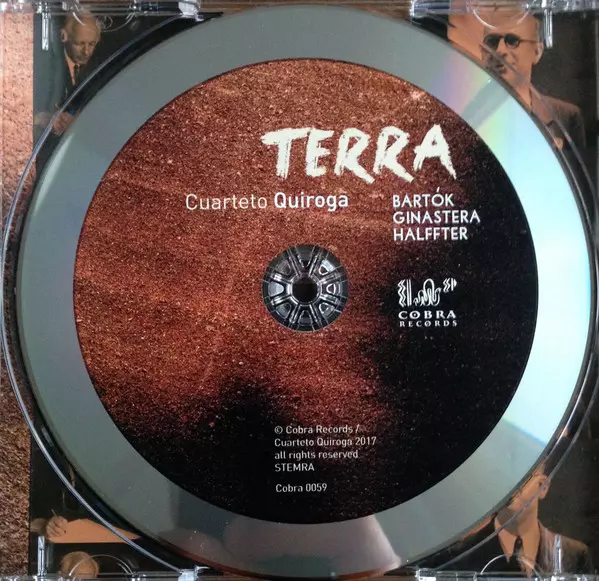 TERRA
Cuarteto Quiroga
BARTÓK
GINASTERA
HALFFTER
COBRA
RECORDS
© Cobra Records /
Cuarteto Quiroga 2017
all rights reserved
STEMRA
Cobra 0059